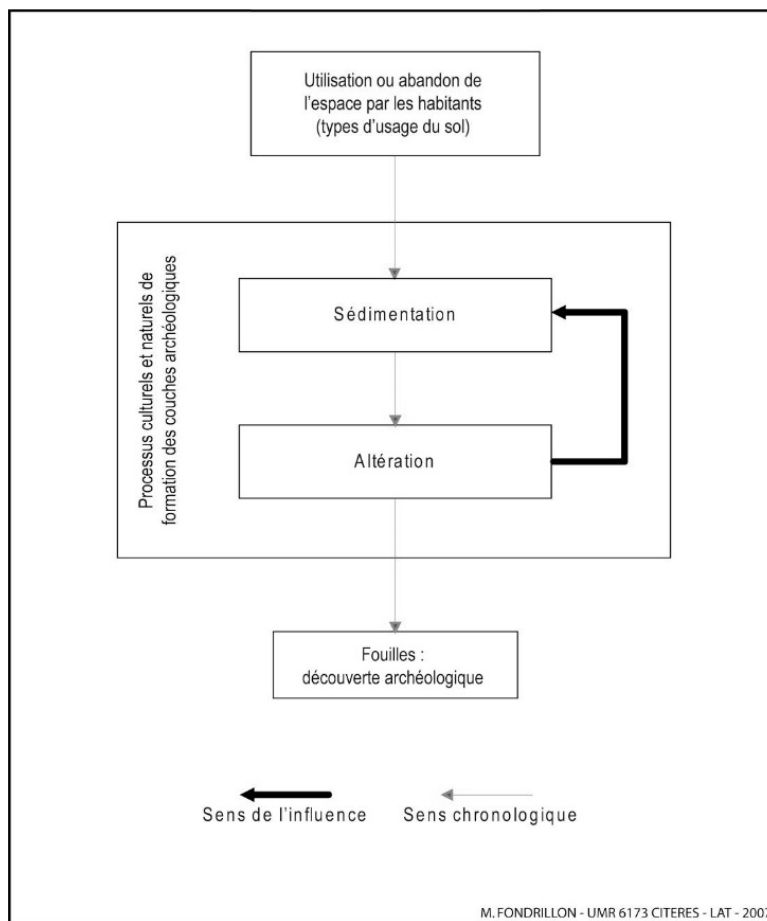 Utilisation ou abandon de
l'espace par les habitants
(types d'usage du sol)
Processus culturels et naturels de
formation des couches archéologiques
Sédimentation
Altération
Fouilles :
découverte archéologique
Sens de l'influence
Sens chronologique
M. FONDRILLON - UMR 6173 CITERES - LAT - 2007